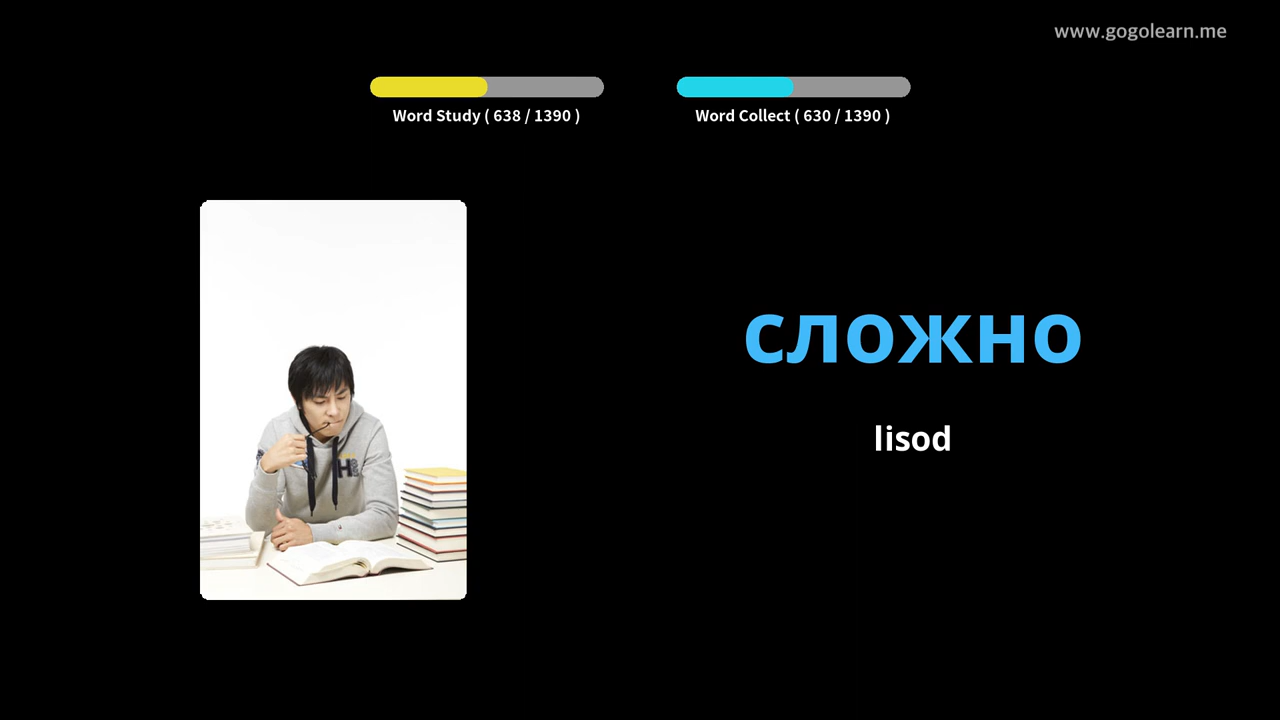 www.gogolearn.me
Word Study ( 638 / 1390 )
Word Collect ( 630 / 1390 )
сложно
lisod
H